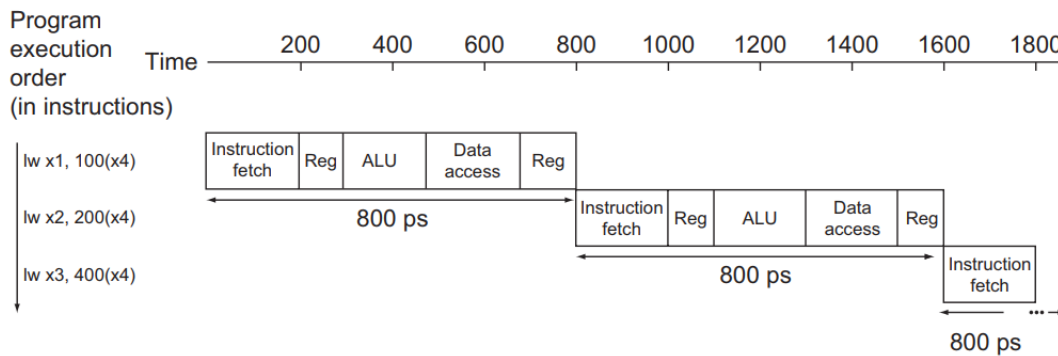 Program
execution
order
(in instructions)
Time
200 400 600 800 1000 1200 1400 1600 1800
lw x1, 100(x4)
Instruction
fetch
Reg
ALU
Data
access
Reg
800 ps
lw x2, 200(x4)
Instruction
fetch
Reg
ALU
Data
access
Reg
800 ps
lw x3, 400(x4)
Instruction
fetch
...
800 ps